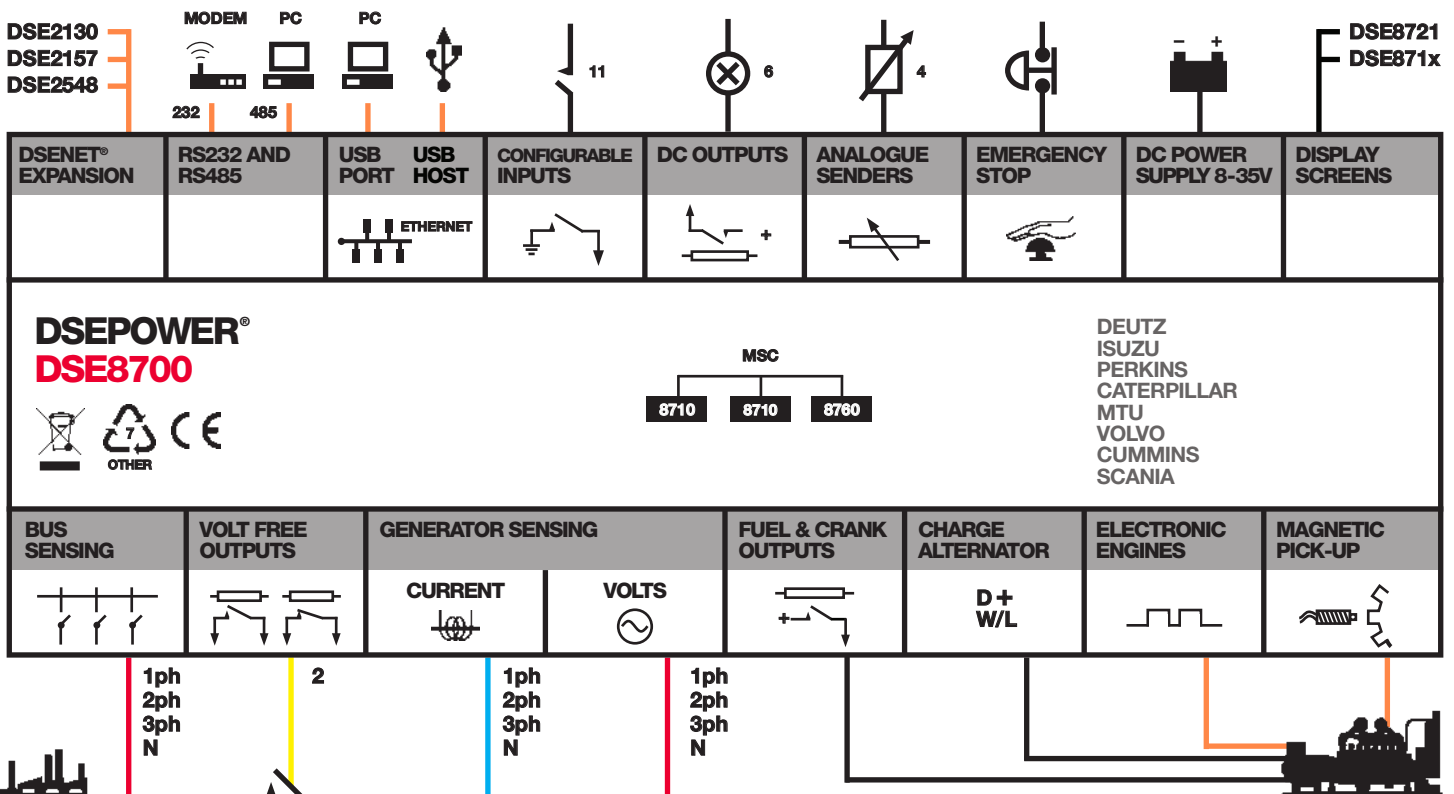 MODEM PC PC
DSE2130
DSE2157
DSE2548
232 485
11
6
4
– +
DSE8721
DSE871x
DSENET®
EXPANSION
RS232 AND
RS485
USB
PORT
USB
HOST
CONFIGURABLE
INPUTS
DC OUTPUTS
ANALOGUE
SENDERS
EMERGENCY
STOP
DC POWER
SUPPLY 8-35V
DISPLAY
SCREENS
ETHERNET
+
DSEPOWER®
DSE8700
7
OTHER
CE
MSC
8710 8710 8760
DEUTZ
ISUZU
PERKINS
CATERPILLAR
MTU
VOLVO
CUMMINS
SCANIA
BUS
SENSING
VOLT FREE
OUTPUTS
GENERATOR SENSING
FUEL & CRANK
OUTPUTS
CHARGE
ALTERNATOR
ELECTRONIC
ENGINES
MAGNETIC
PICK-UP
CURRENT
VOLTS
+
D+
W/L
1ph
2ph
3ph
N
2
1ph
2ph
3ph
N
1ph
2ph
3ph
N